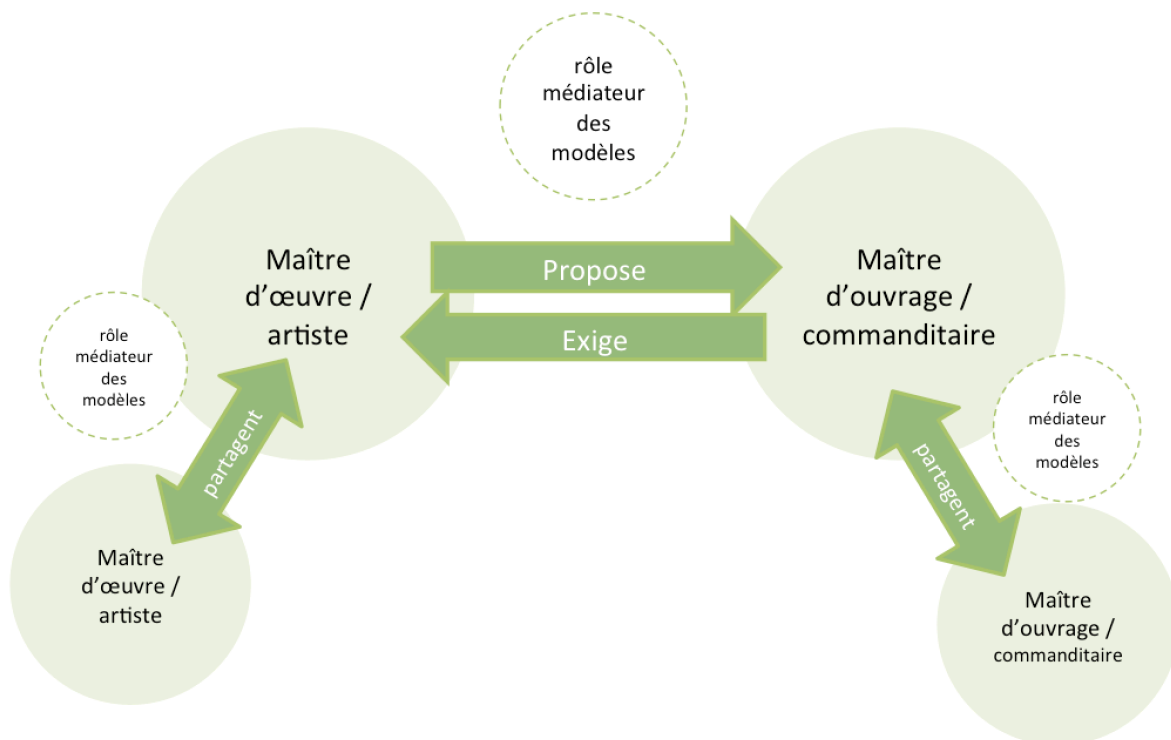 rôle
médiateur
des
modèles
Maître
d'œuvre /
artiste
Propose
Exige
Maître
d'ouvrage /
commanditaire
rôle
médiateur
des
modèles
partagent
Maître
d'œuvre /
artiste
rôle
médiateur
des
modèles
partagent
Maître
d'ouvrage /
commanditaire